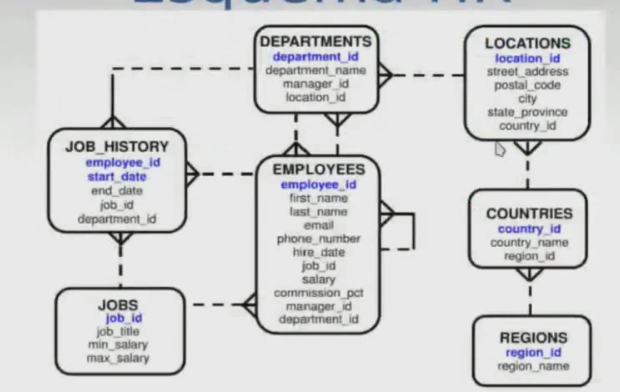 Esquema HR
DEPARTMENTS
department_id
department_name
manager_id
location_id
LOCATIONS
location_id
street_address
postal_code
city
state_province
country_id
JOB_HISTORY
employee_id
start_date
end_date
job_id
department_id
EMPLOYEES
employee_id
first_name
last_name
email
phone_number
hire_date
job_id
salary
commission_pct
manager_id
department_id
COUNTRIES
country_id
country_name
region_id
JOBS
job_id
job_title
min_salary
max_salary
REGIONS
region_id
region_name